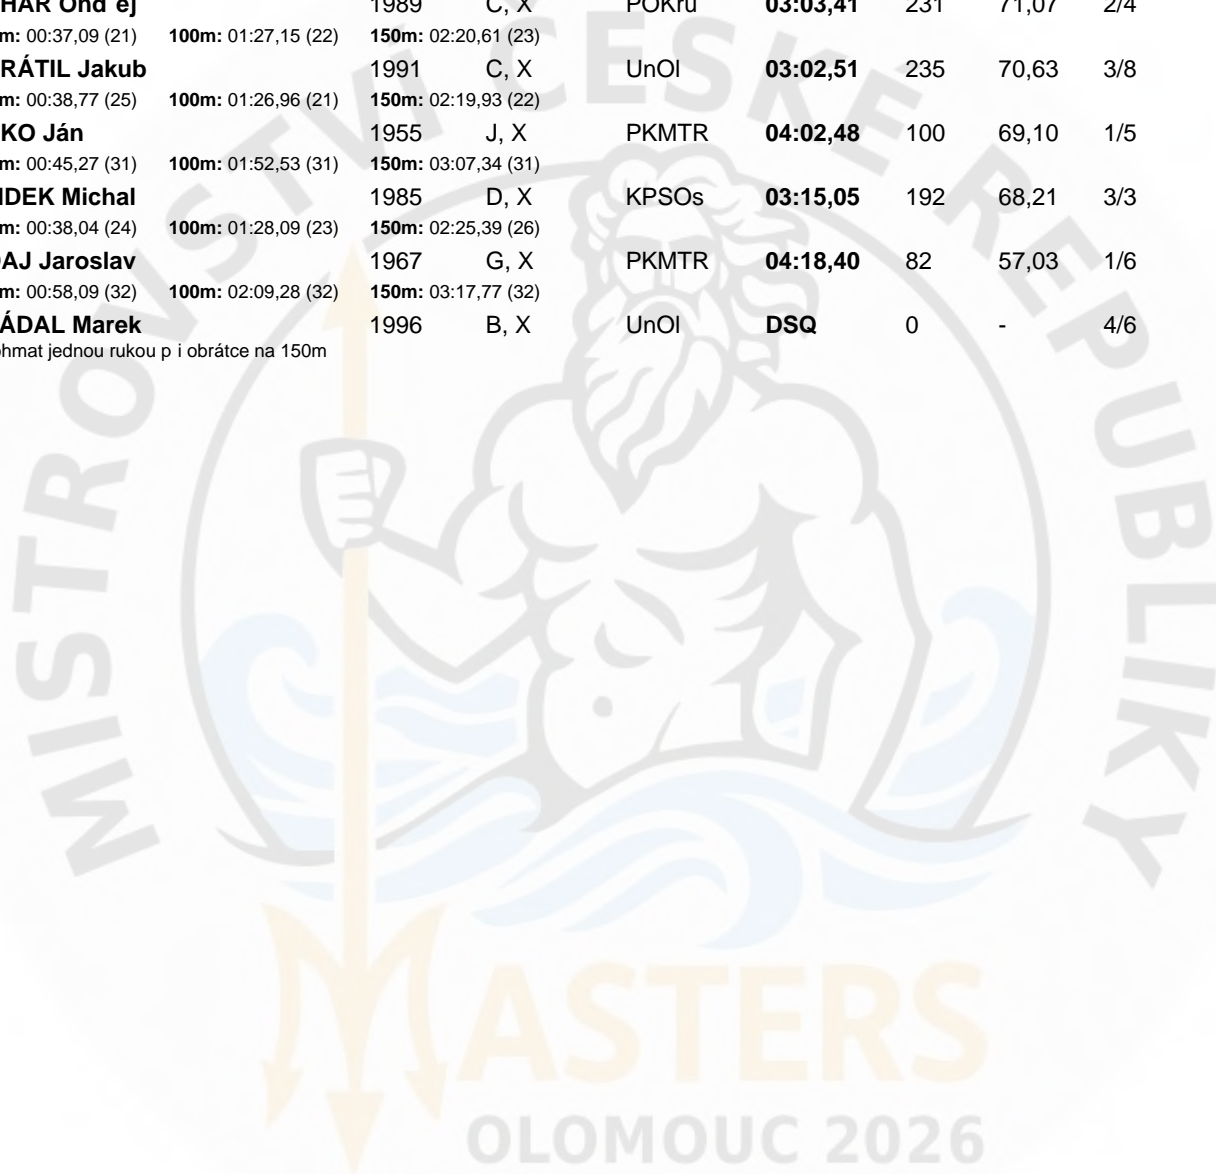 HAR Ond ej 1989 C, X POKru 03:03,41 231 71,07 2/4
m: 00:37,09 (21) 100m: 01:27,15 (22) 150m: 02:20,61 (23)
RÁTIL Jakub 1991 C, X UnOl 03:02,51 235 70,63 3/8
m: 00:38,77 (25) 100m: 01:26,96 (21) 150m: 02:19,93 (22)
KO Ján 1955 J, X PKMTR 04:02,48 100 69,10 1/5
m: 00:45,27 (31) 100m: 01:52,53 (31) 150m: 03:07,34 (31)
IDEK Michal 1985 D, X KPSOs 03:15,05 192 68,21 3/3
m: 00:38,04 (24) 100m: 01:28,09 (23) 150m: 02:25,39 (26)
AJ Jaroslav 1967 G, X PKMTR 04:18,40 82 57,03 1/6
m: 00:58,09 (32) 100m: 02:09,28 (32) 150m: 03:17,77 (32)
ÁDAL Marek 1996 B, X UnOl DSQ 0 - 4/6
ohmat jednou rukou p i obrátce na 150m
MISTROVSTVÍ ČESKÉ REPUBLIKY
MASTERS
OLOMOUC 2026